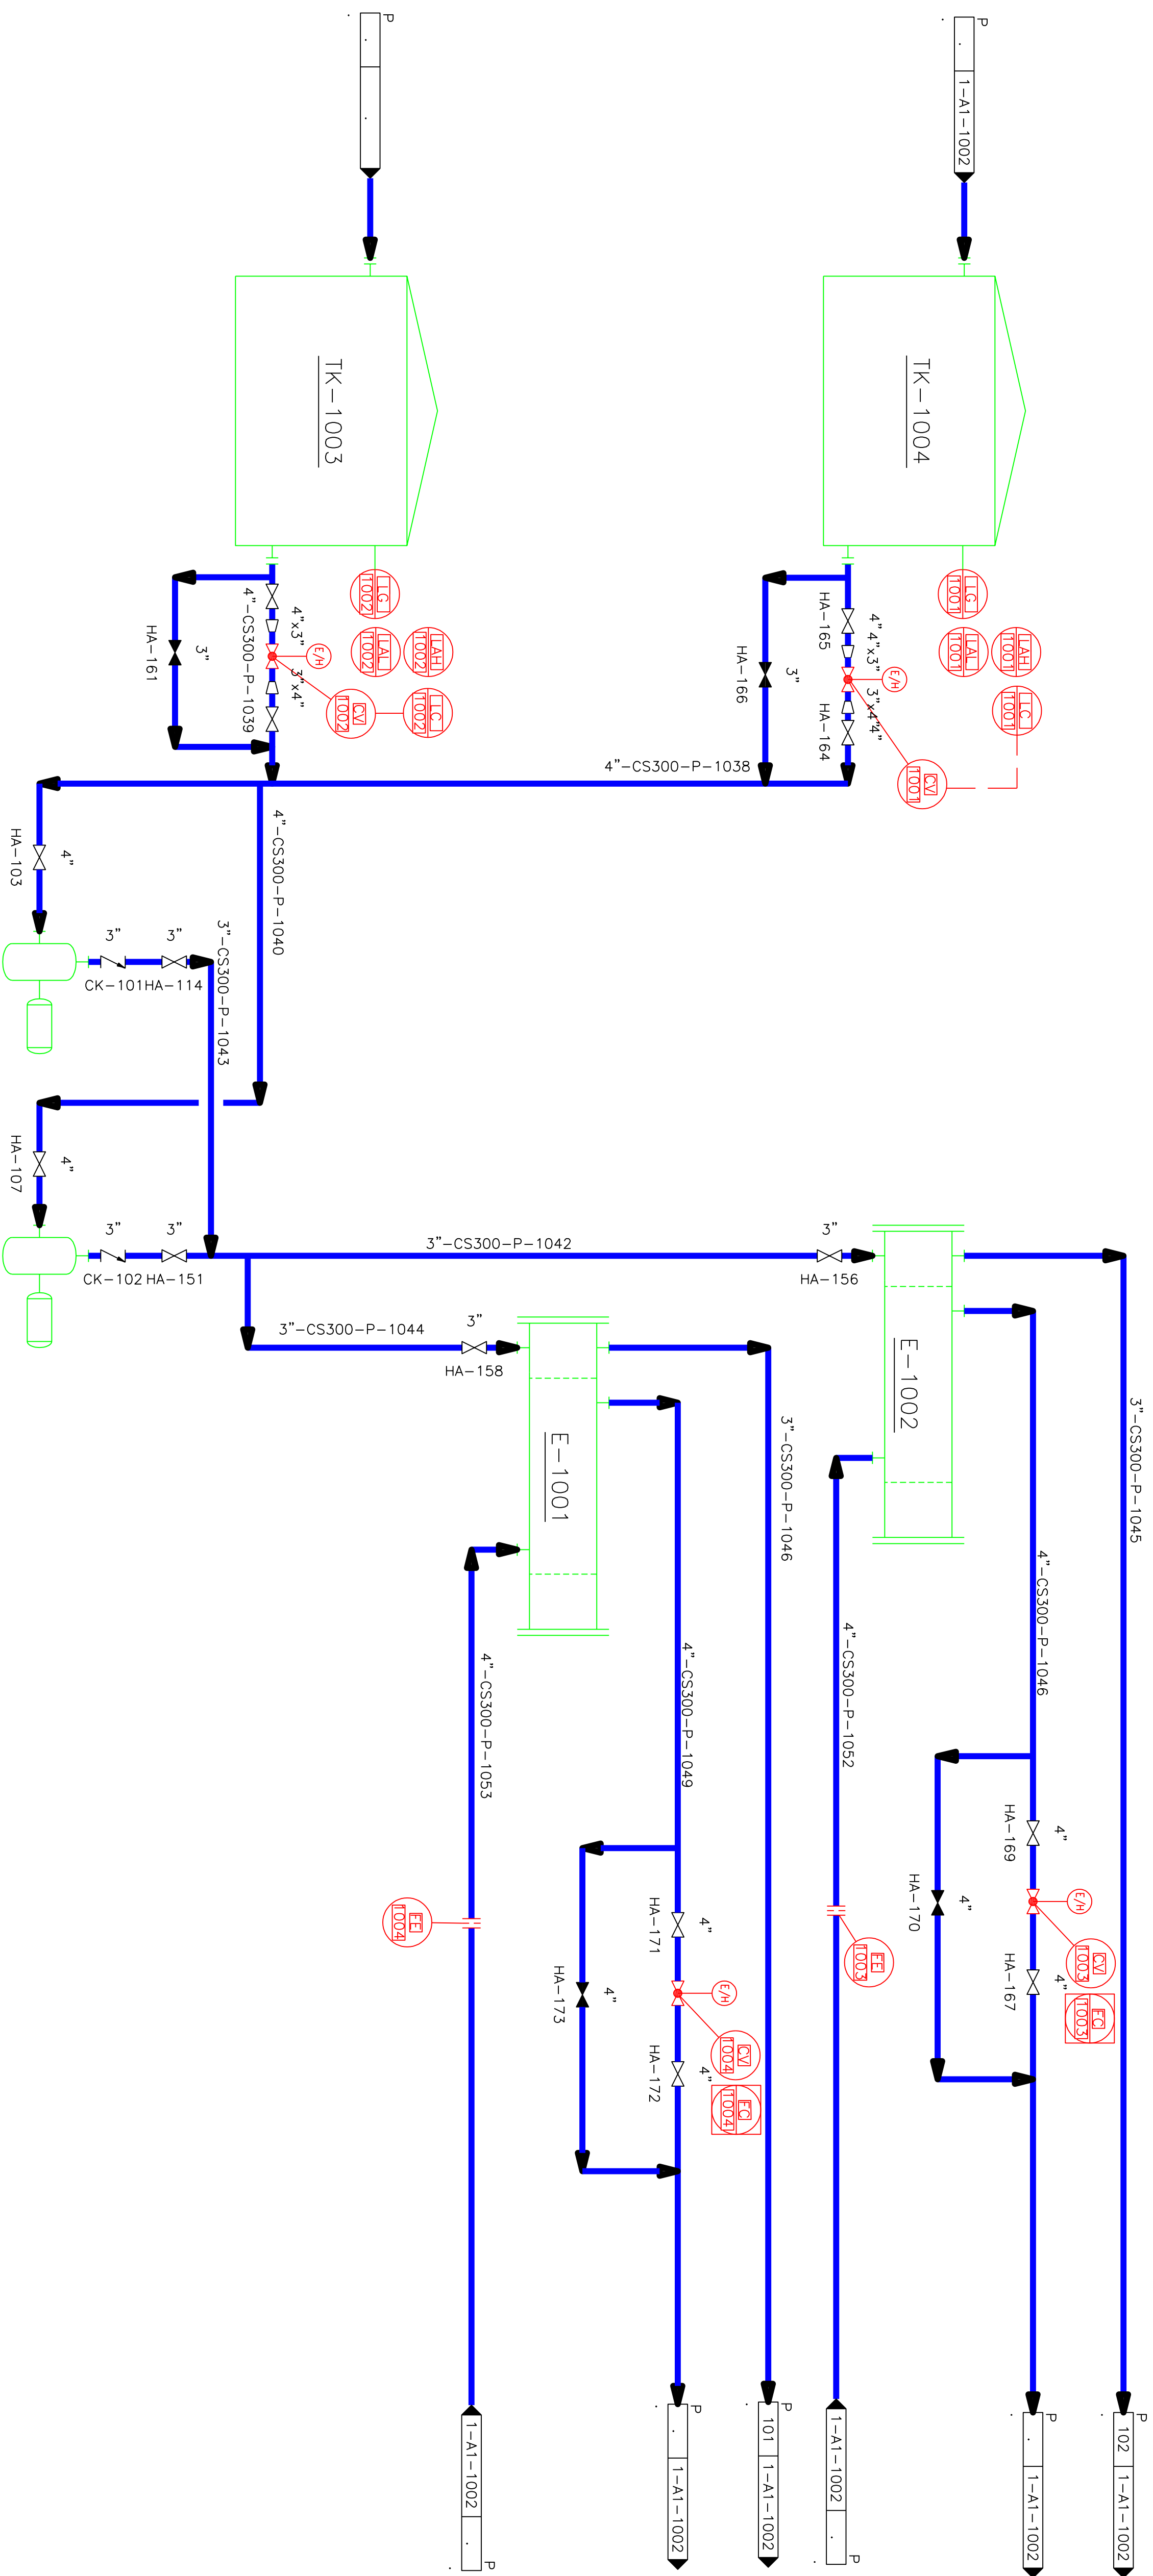 P
102 1-A1-1002
3"-CS300-P-1045
P
1-A1-1002
4"-CS300-P-1046
4"
HA-169
E/H
CV
1003
FC
1003
4"
HA-167
4"
HA-170
P
1-A1-1002
TK-1004
LG
1001
LAH
1001
LAL
1001
LC
1001
CV
1001
E/H
4"
4"x3"
3"x4"
4"
HA-165
HA-164
3"
HA-166
4"-CS300-P-1038
E-1002
3"
HA-156
4"-CS300-P-1052
FE
1003
1-A1-1002
P
3"-CS300-P-1046
P
101 1-A1-1002
4"-CS300-P-1049
4"
HA-171
E/H
CV
1004
FC
1004
4"
HA-172
4"
HA-173
P
1-A1-1002
E-1001
3"
HA-158
3"-CS300-P-1044
3"-CS300-P-1042
4"-CS300-P-1053
FE
1004
1-A1-1002
P
P
TK-1003
LG
1002
LAH
1002
LAL
1002
LC
1002
CV
1002
E/H
4"x3"
3"x4"
4"-CS300-P-1039
3"
HA-161
4"-CS300-P-1040
3"-CS300-P-1043
4"
HA-103
3"
3"
CK-101
HA-114
4"
HA-107
3"
3"
CK-102
HA-151